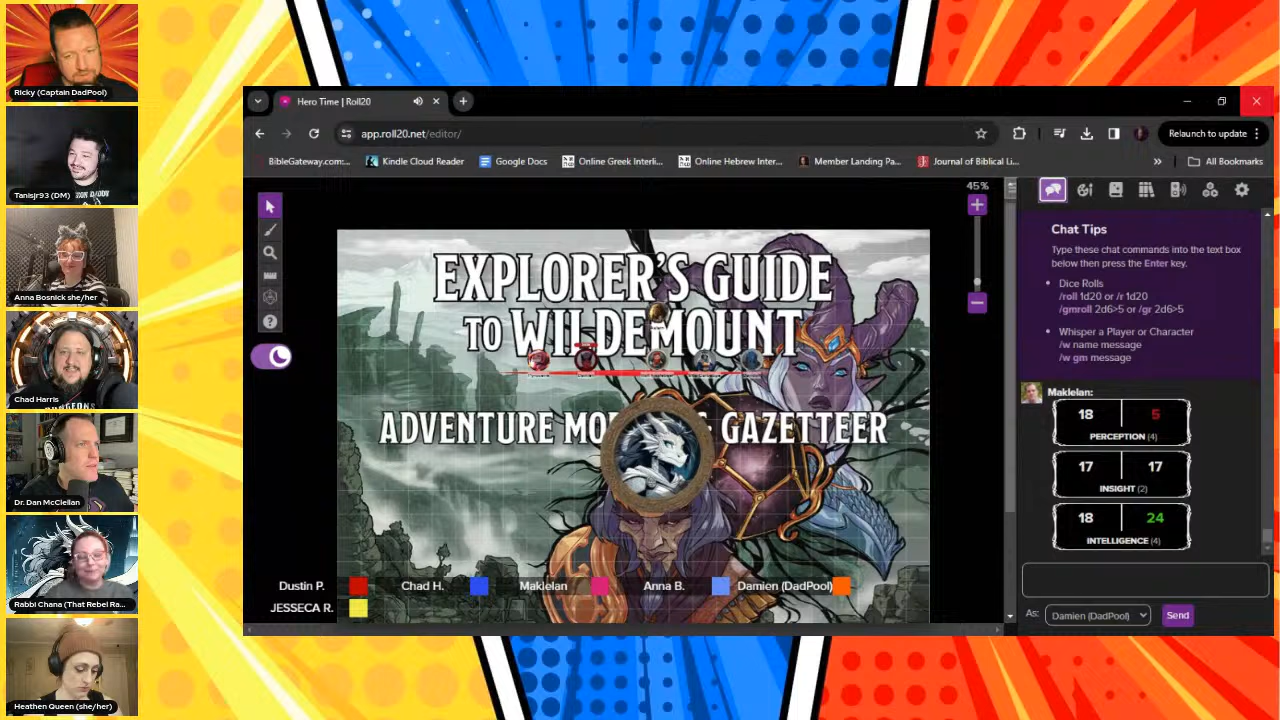 Ricky (Captain DadPool)
Tanisjr93 (DM)
Anna Bosnick she/her
Chad Harris
Dr. Dan McClellan
Rabbi Chana (That Rebel Ra...
Heathen Queen (she/her)
Hero Time | Roll20
app.roll20.net/editor/
Relaunch to update
BibleGateway.com:...
Kindle Cloud Reader
Google Docs
Online Greek Interli...
Online Hebrew Inter...
Member Landing Pa...
Journal of Biblical Li...
All Bookmarks
45%
EXPLORER'S GUIDE
TO WILDEMOUNT
ADVENTURE MO G GAZETTEER
Dustin P.
Chad H.
Maklelan
Anna B.
Damien (DadPool)
JESSECA R.
Chat Tips
Type these chat commands into the text box
below then press the Enter key.
Dice Rolls
/roll 1d20 or /r 1d20
/gmroll 2d6>5 or /gr 2d6>5
Whisper a Player or Character
/w name message
/w gm message
Maklelan:
18 5
PERCEPTION (4)
17 17
INSIGHT (2)
18 24
INTELLIGENCE (4)
As:
Damien (DadPool)
Send